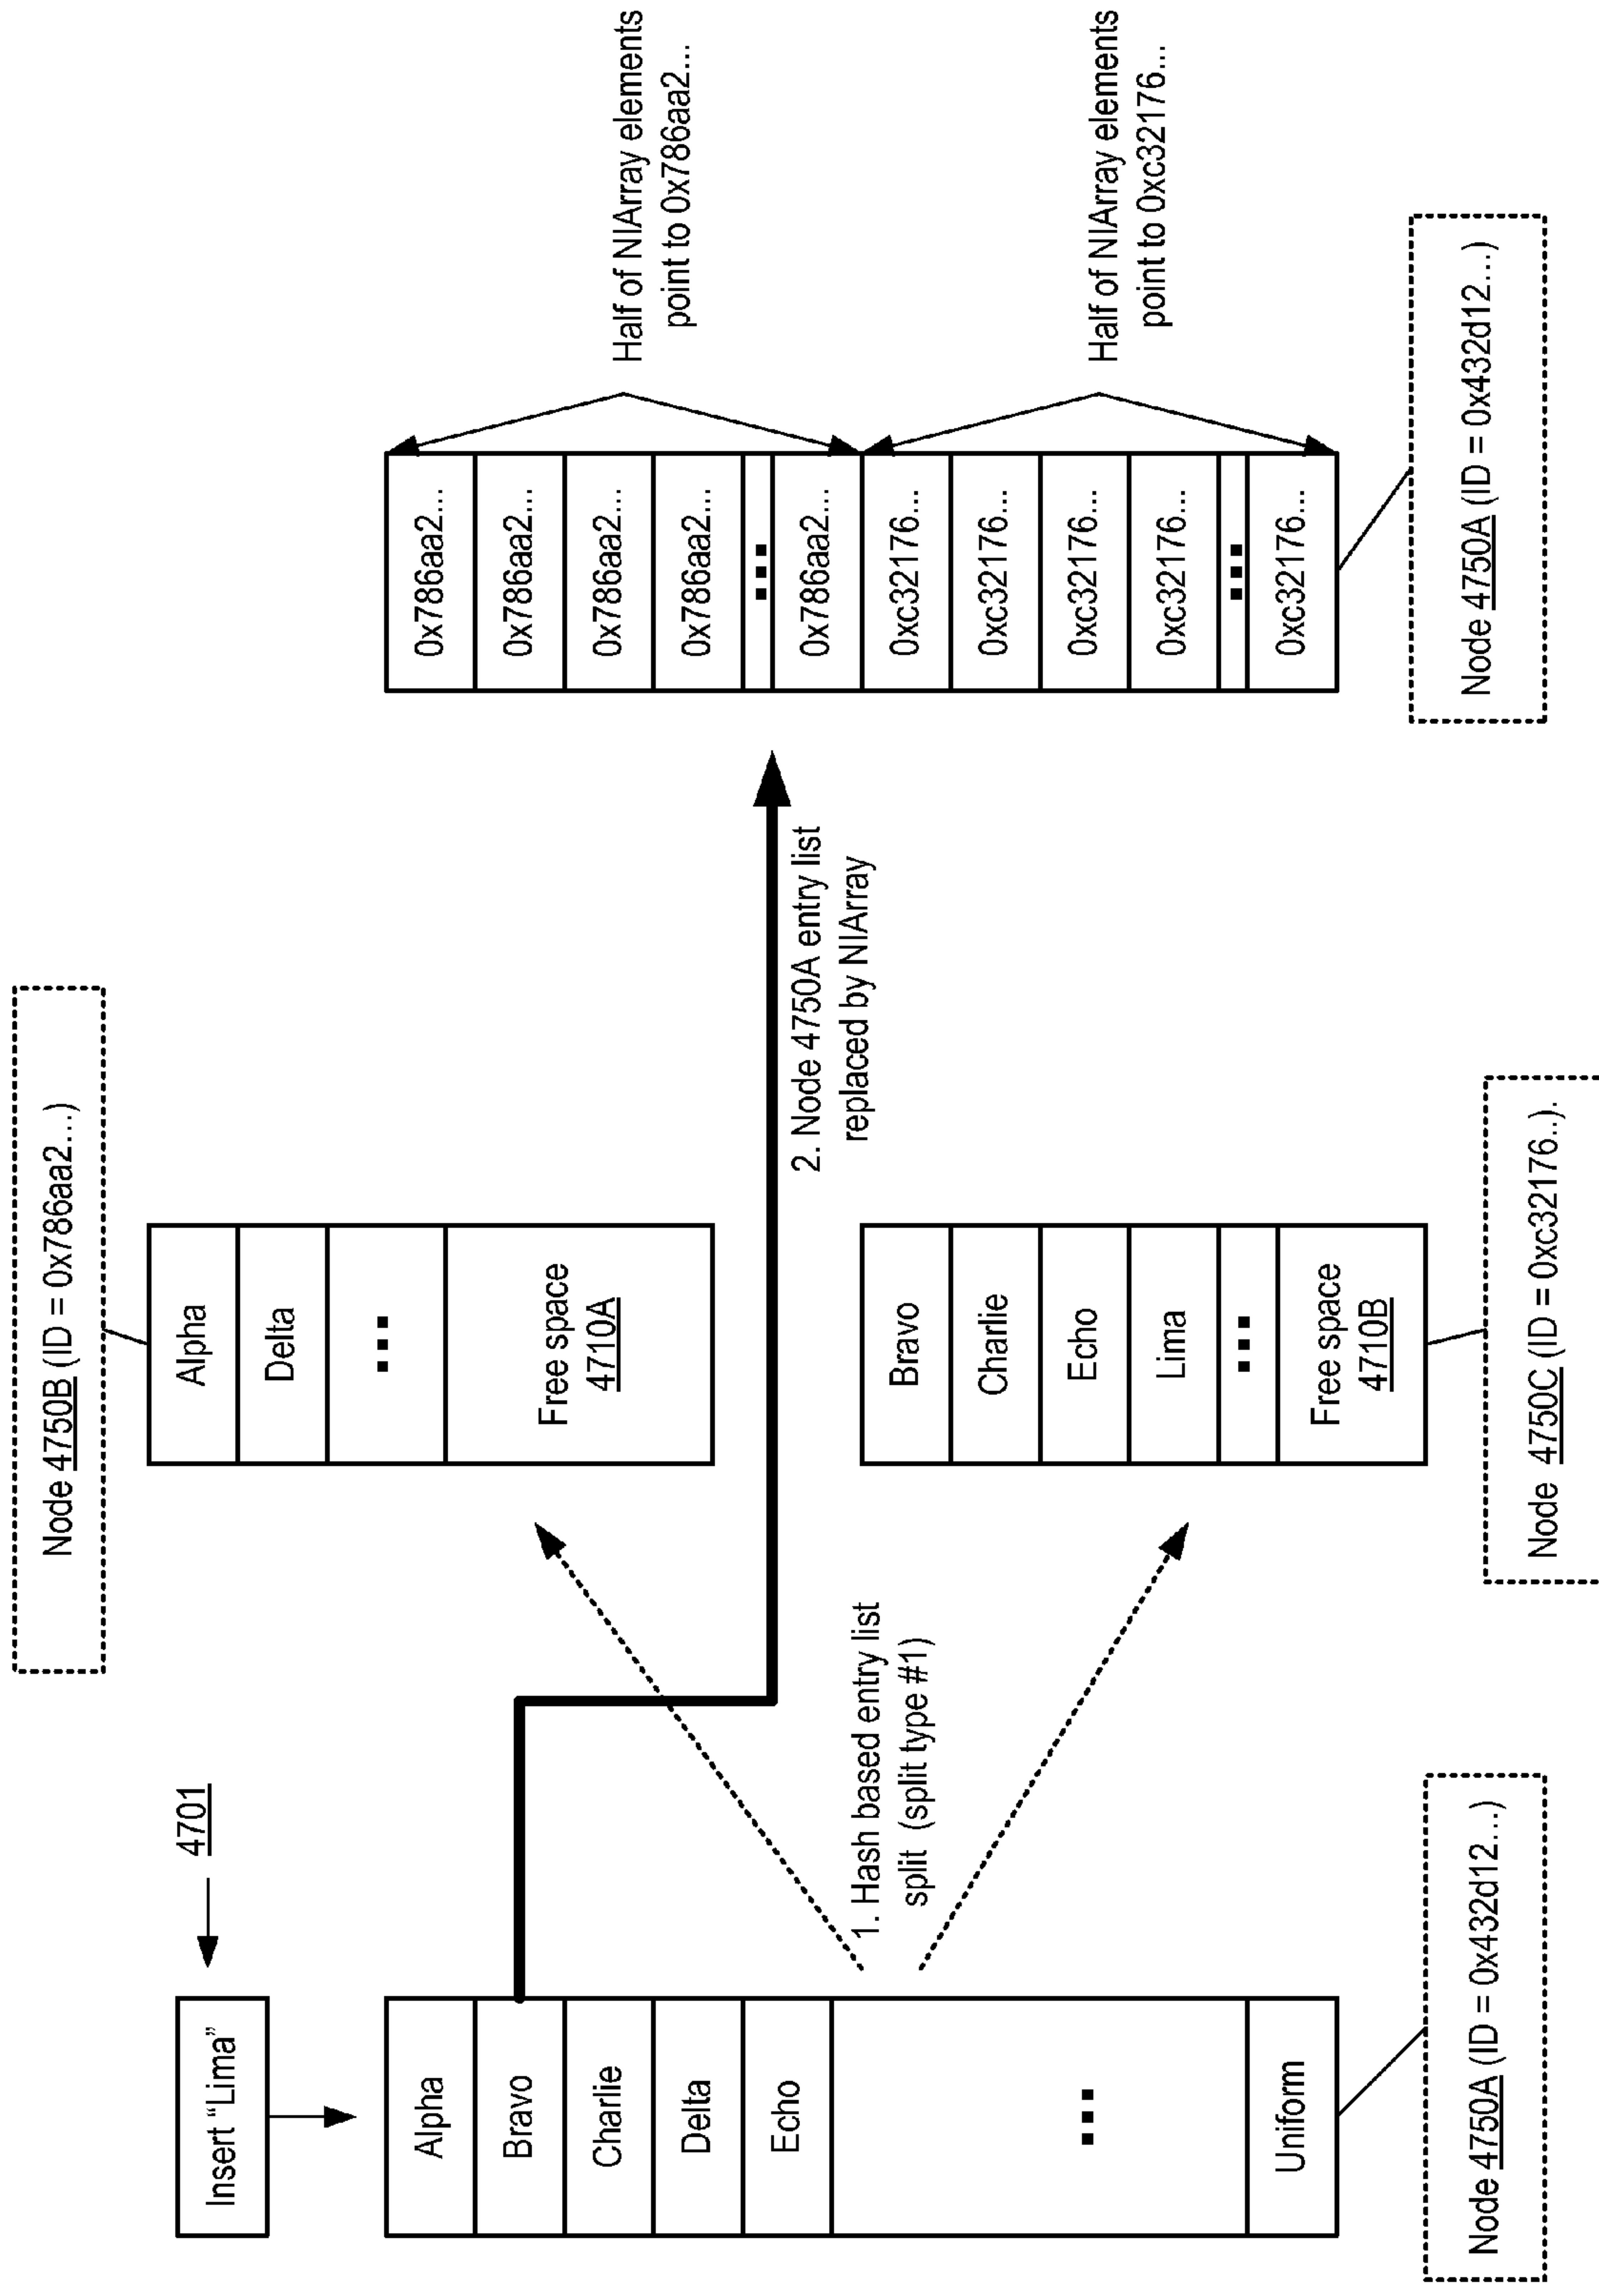 4701
Insert “Lima”
Alpha
Bravo
Charlie
Delta
Echo
...
Uniform
Node 4750A (ID = 0x432d12...)
1. Hash based entry list
split (split type #1)
Node 4750B (ID = 0x786aa2...)
Alpha
Delta
...
Free space
4710A
2. Node 4750A entry list
replaced by NIArray
Bravo
Charlie
Echo
Lima
...
Free space
4710B
Node 4750C (ID = 0xc32176..).
0x786aa2...
0x786aa2...
0x786aa2...
0x786aa2...
...
0x786aa2...
0xc32176...
0xc32176...
0xc32176...
0xc32176...
...
0xc32176...
Half of NIArray elements
point to 0x786aa2...
Half of NIArray elements
point to 0xc32176...
Node 4750A (ID = 0x432d12...)